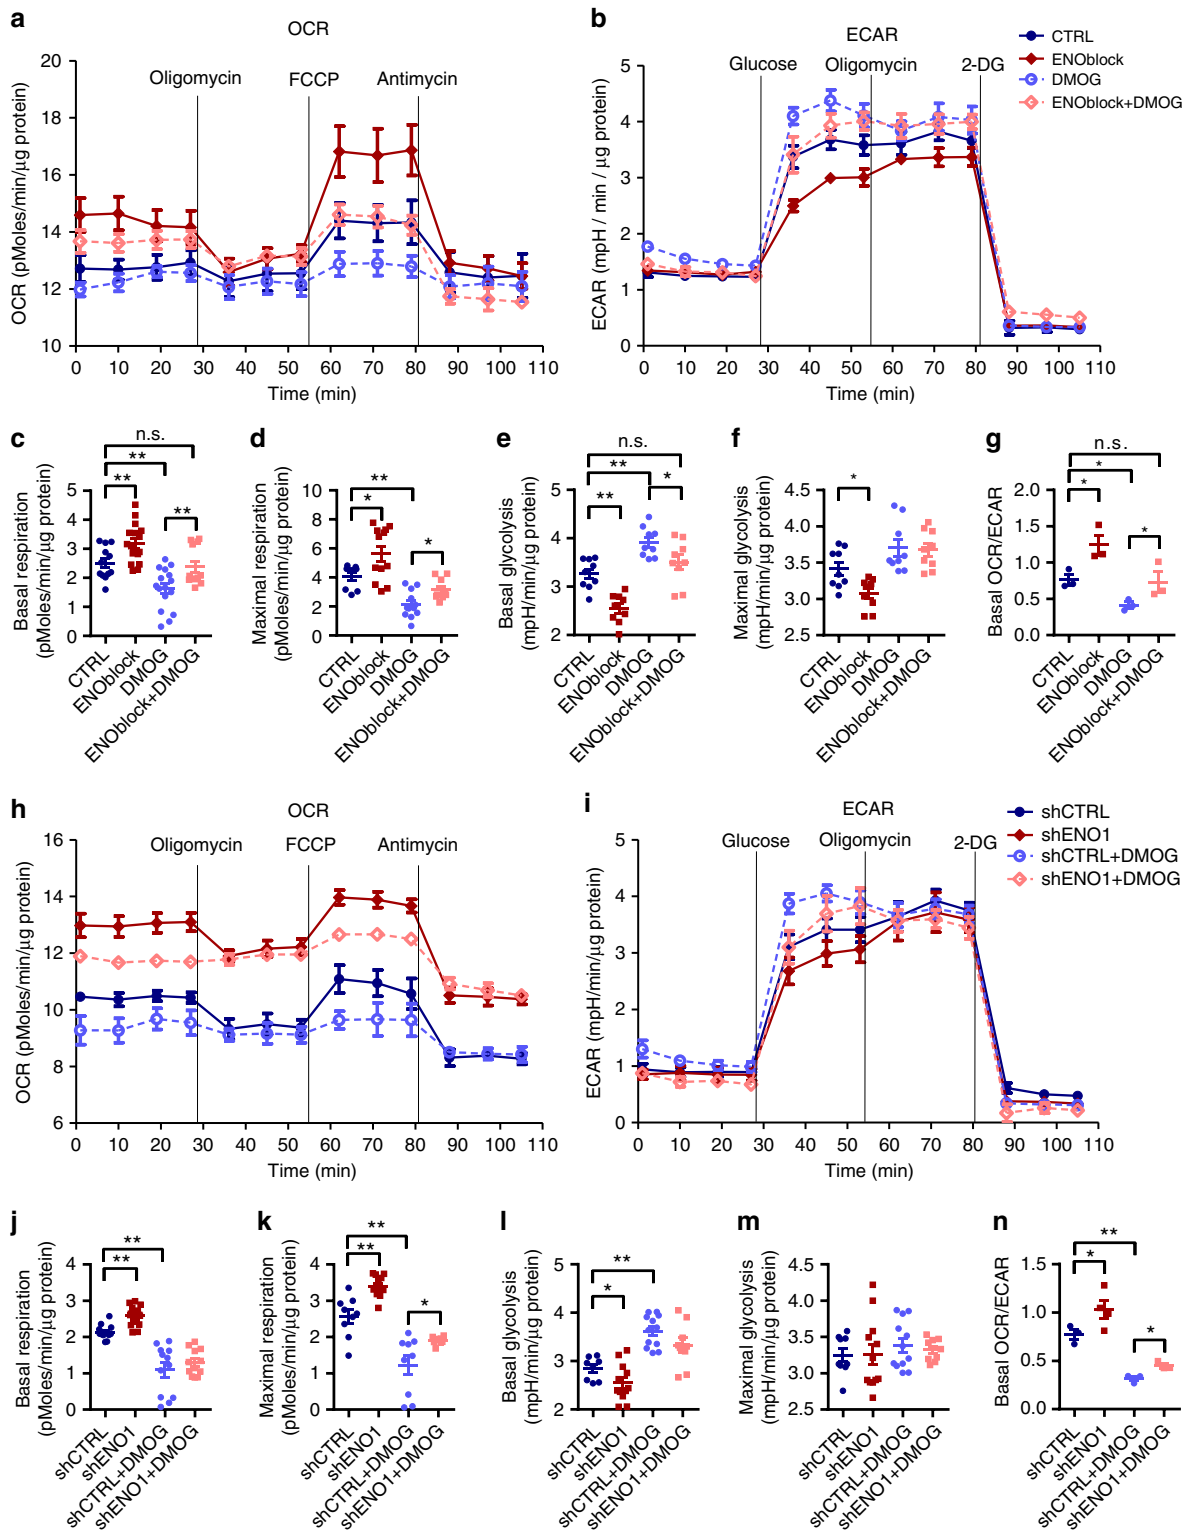 a
OCR
OCR (pMoles/min/µg protein)
20
18
16
14
12
10
Oligomycin
FCCP
Antimycin
0 10 20 30 40 50 60 70 80 90 100 110
Time (min)
b
ECAR
ECAR (mpH / min / µg protein)
5
4
3
2
1
0
Glucose
Oligomycin
2-DG
0 10 20 30 40 50 60 70 80 90 100 110
Time (min)
CTRL
ENOblock
DMOG
ENOblock+DMOG
c
Basal respiration
(pMoles/min/µg protein)
n.s.
**
**
**
5
4
3
2
1
0
CTRL
ENOblock
DMOG
ENOblock+DMOG
d
Maximal respiration
(pMoles/min/µg protein)
**
*
*
10
8
6
4
2
0
CTRL
ENOblock
DMOG
ENOblock+DMOG
e
Basal glycolysis
(mpH/min/µg protein)
n.s.
**
**
*
5
4
3
2
CTRL
ENOblock
DMOG
ENOblock+DMOG
f
Maximal glycolysis
(mpH/min/µg protein)
*
4.5
4.0
3.5
3.0
2.5
CTRL
ENOblock
DMOG
ENOblock+DMOG
g
Basal OCR/ECAR
n.s.
*
*
*
2.0
1.5
1.0
0.5
0.0
CTRL
ENOblock
DMOG
ENOblock+DMOG
h
OCR
OCR (pMoles/min/µg protein)
16
14
12
10
8
6
Oligomycin
FCCP
Antimycin
0 10 20 30 40 50 60 70 80 90 100 110
Time (min)
i
ECAR
ECAR (mpH/min/µg protein)
5
4
3
2
1
0
Glucose
Oligomycin
2-DG
0 10 20 30 40 50 60 70 80 90 100 110
Time (min)
shCTRL
shENO1
shCTRL+DMOG
shENO1+DMOG
j
Basal respiration
(pMoles/min/µg protein)
**
**
4
3
2
1
0
shCTRL
shENO1
shCTRL+DMOG
shENO1+DMOG
k
Maximal respiration
(pMoles/min/µg protein)
**
**
*
4
3
2
1
0
shCTRL
shENO1
shCTRL+DMOG
shENO1+DMOG
l
Basal glycolysis
(mpH/min/µg protein)
**
*
5
4
3
2
shCTRL
shENO1
shCTRL+DMOG
shENO1+DMOG
m
Maximal glycolysis
(mpH/min/µg protein)
4.5
4.0
3.5
3.0
2.5
shCTRL
shENO1
shCTRL+DMOG
shENO1+DMOG
n
Basal OCR/ECAR
**
*
*
1.5
1.0
0.5
0.0
shCTRL
shENO1
shCTRL+DMOG
shENO1+DMOG